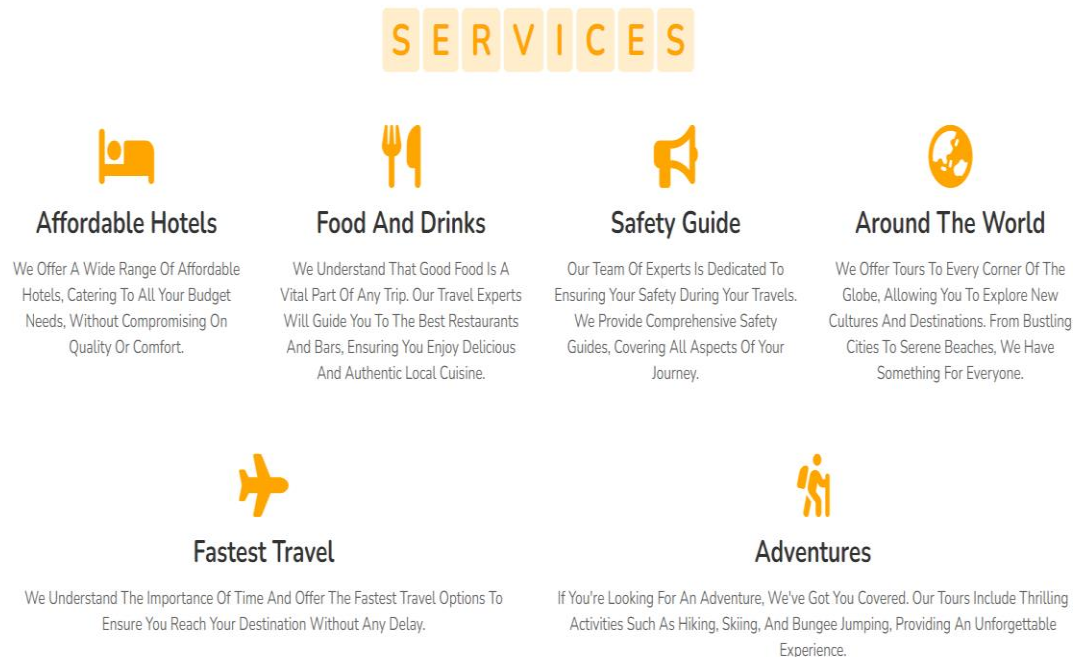 SERVICES
Affordable Hotels
We Offer A Wide Range Of Affordable
Hotels, Catering To All Your Budget
Needs, Without Compromising On
Quality Or Comfort.
Food And Drinks
We Understand That Good Food Is A
Vital Part Of Any Trip. Our Travel Experts
Will Guide You To The Best Restaurants
And Bars, Ensuring You Enjoy Delicious
And Authentic Local Cuisine.
Safety Guide
Our Team Of Experts Is Dedicated To
Ensuring Your Safety During Your Travels.
We Provide Comprehensive Safety
Guides, Covering All Aspects Of Your
Journey.
Around The World
We Offer Tours To Every Corner Of The
Globe, Allowing You To Explore New
Cultures And Destinations. From Bustling
Cities To Serene Beaches, We Have
Something For Everyone.
Fastest Travel
We Understand The Importance Of Time And Offer The Fastest Travel Options To
Ensure You Reach Your Destination Without Any Delay.
Adventures
If You're Looking For An Adventure, We've Got You Covered. Our Tours Include Thrilling
Activities Such As Hiking, Skiing, And Bungee Jumping, Providing An Unforgettable
Experience.